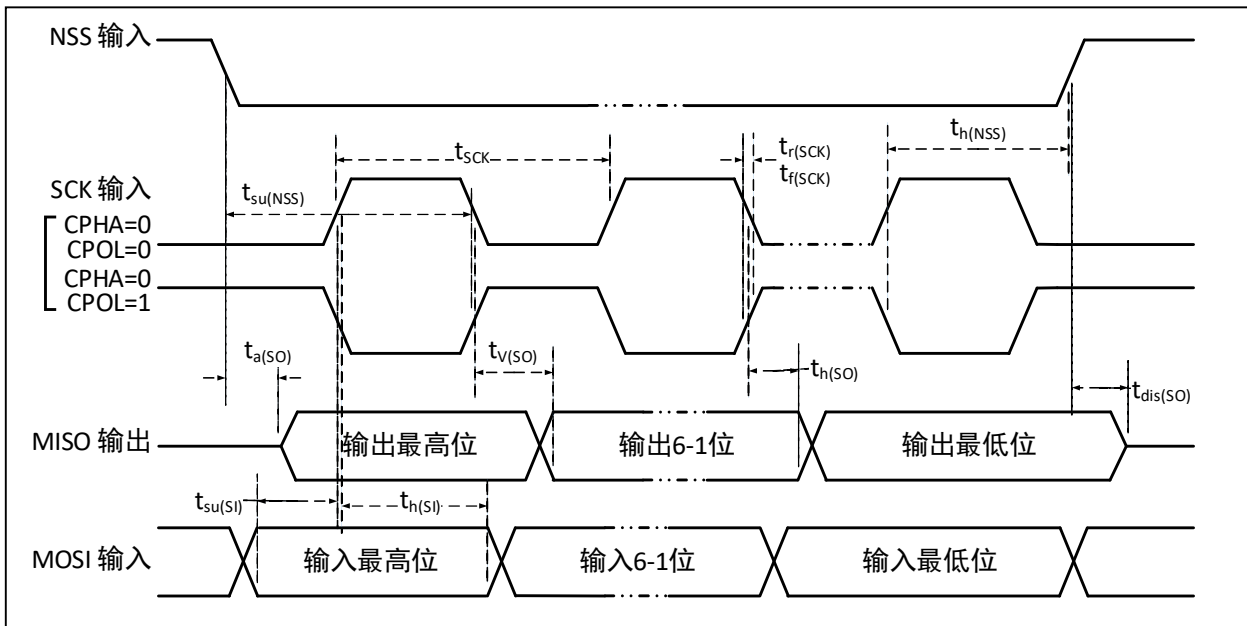 NSS 输入
t_h(NSS)
t_SCK
t_r(SCK)
t_f(SCK)
SCK 输入
t_su(NSS)
CPHA=0
CPOL=0
CPHA=0
CPOL=1
t_a(SO)
t_V(SO)
t_h(SO)
t_dis(SO)
MISO 输出
输出最高位
输出6-1位
输出最低位
t_su(SI)
t_h(SI)
MOSI 输入
输入最高位
输入6-1位
输入最低位